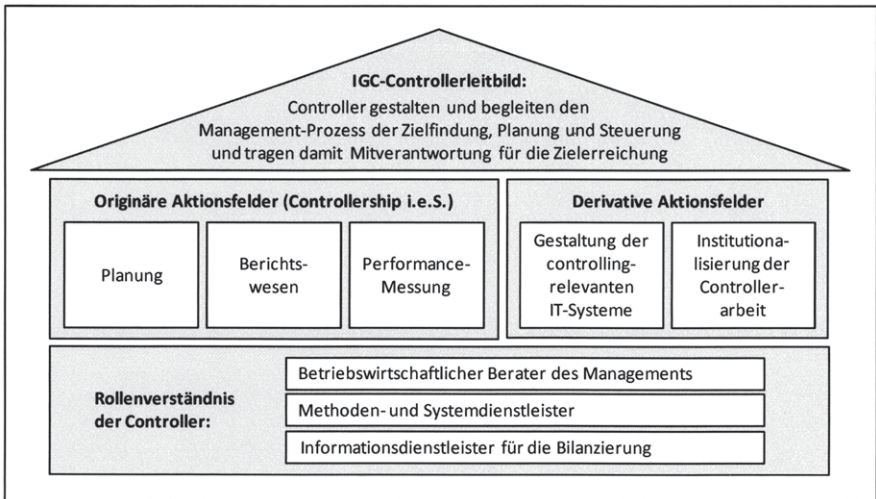 IGC-Controllerleitbild:
Controller gestalten und begleiten den
Management-Prozess der Zielfindung, Planung und Steuerung
und tragen damit Mitverantwortung für die Zielerreichung
Originäre Aktionsfelder (Controllership i.e.S.)
Planung
Berichts-
wesen
Performance-
Messung
Derivative Aktionsfelder
Gestaltung der
controlling-
relevanten
IT-Systeme
Institutiona-
lisierung der
Controller-
arbeit
Rollenverständnis
der Controller:
Betriebswirtschaftlicher Berater des Managements
Methoden- und Systemdienstleister
Informationsdienstleister für die Bilanzierung